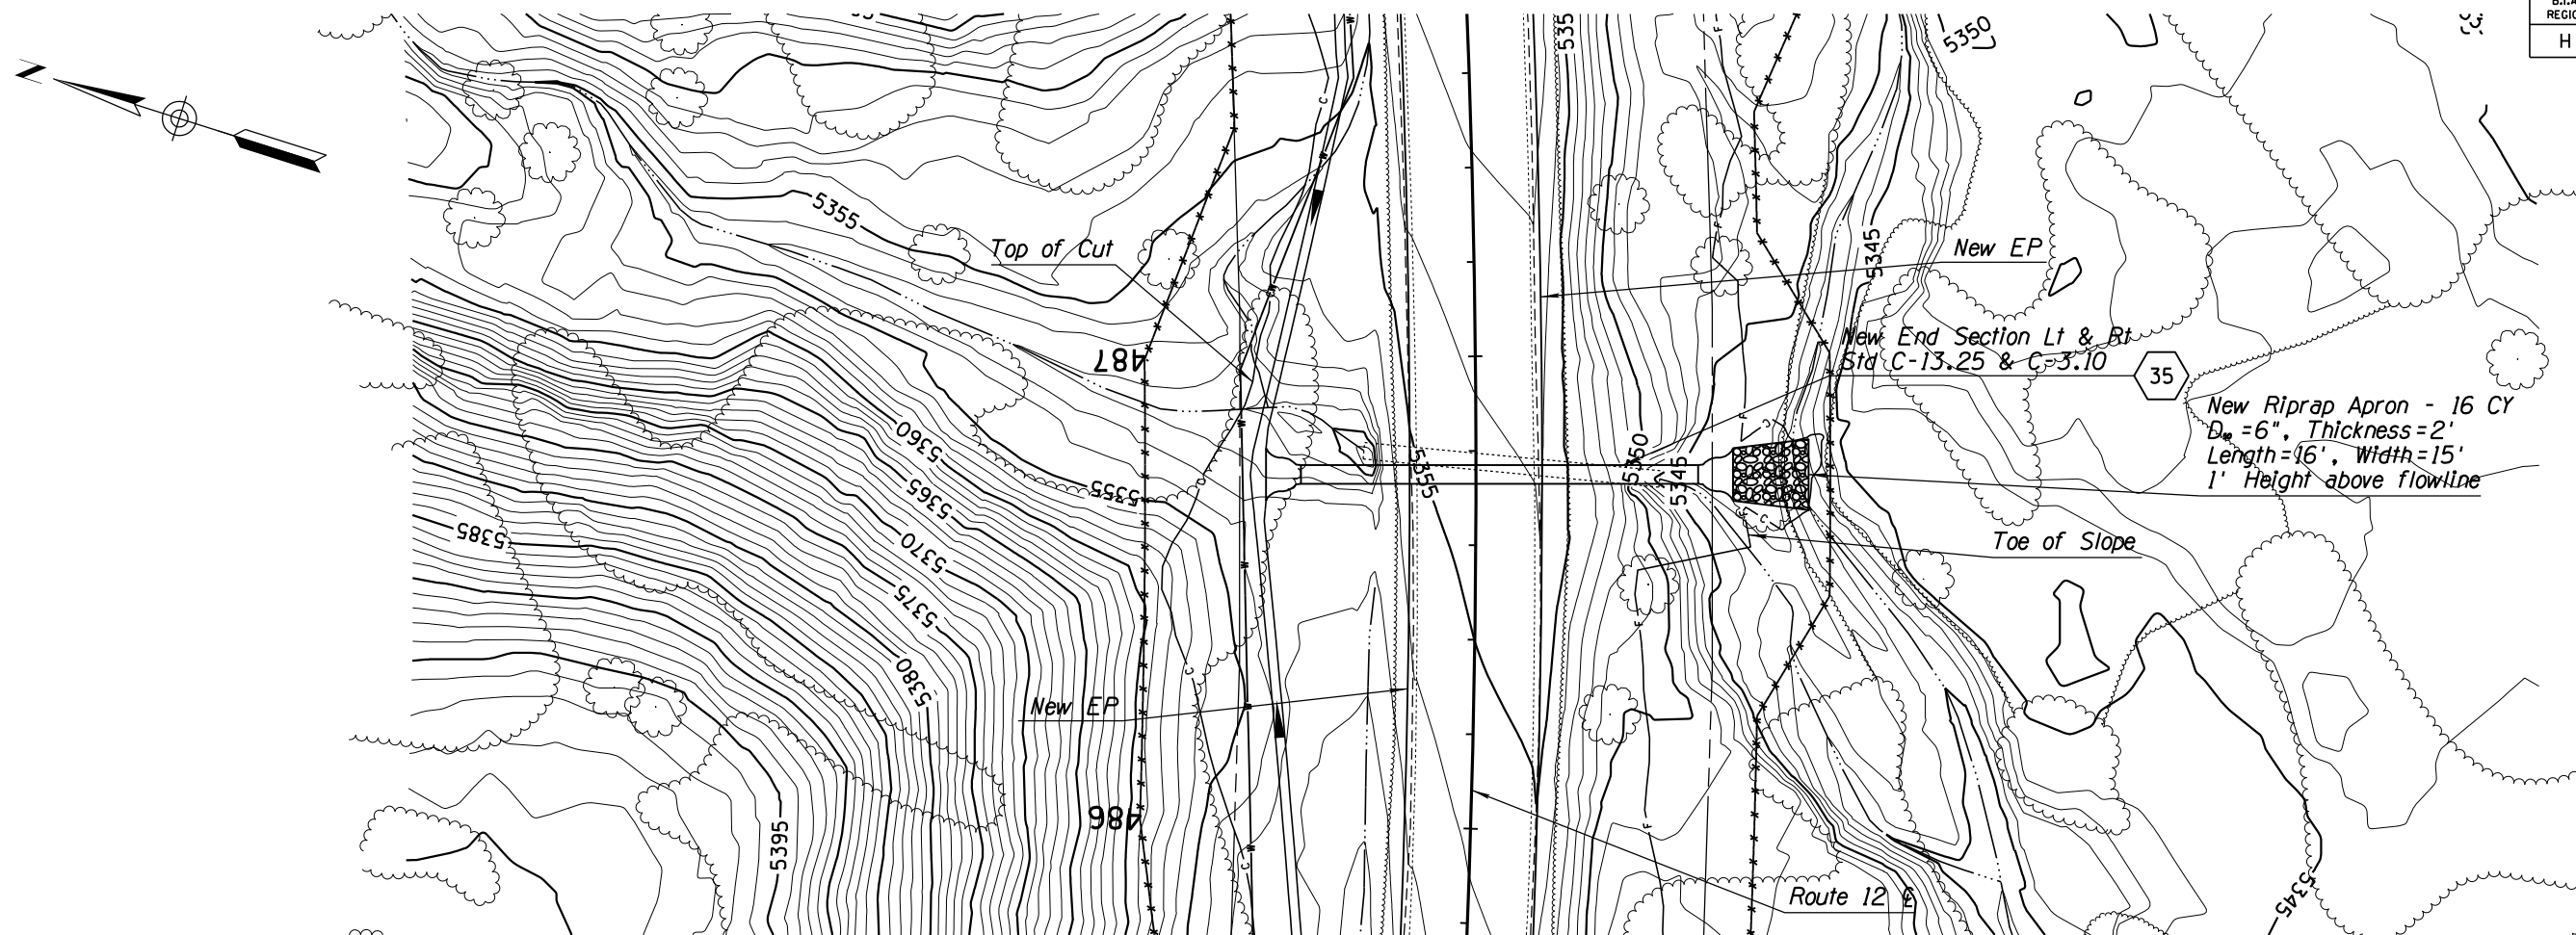 B.I.A
REGIO
H
N
5350
535
5355
Top of Cut
5345
New EP
487
New End Section Lt & Rt
Std C-13.25 & C-3.10
35
New Riprap Apron - 16 CY
=6", Thickness=2'
Length=16', Width=15'
1' Height above flowline
5360
5355
5365
5355
5350
5345
5385
5370
Toe of Slope
5375
5380
New EP
486
5395
Route 12 ℄
5345